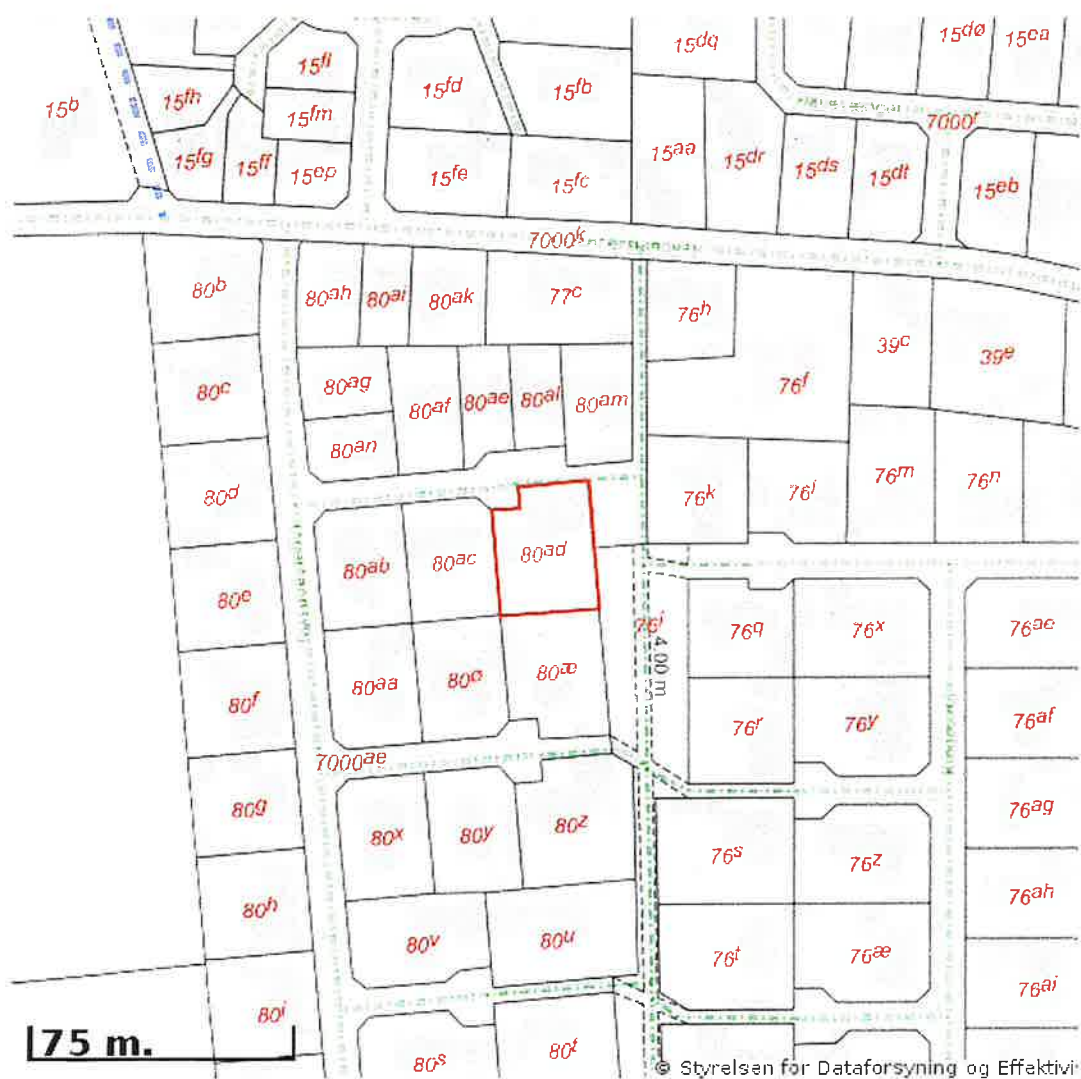 15dø
15ea
15dq
15fi
15fd
15fb
15b
15fh
15fm
7000r
15fg
15ff
15ep
15fe
15fc
15aa
15dr
15ds
15dt
15eb
7000k
80b
80ah
80ai
80ak
77c
76h
39c
39e
80c
80ag
80af
80ae
80al
80am
76f
80an
80d
76k
76l
76m
76n
80ab
80ac
80ad
80e
76i
76q
76x
76ae
4.00 m
80aa
80ø
80æ
80f
76r
76y
76af
7000ae
80g
80x
80y
80z
76s
76z
76ag
80h
76ah
80v
80u
76t
76æ
76ai
80i
75 m.
80s
80t
© Styrelsen for Dataforsyning og Effektivi